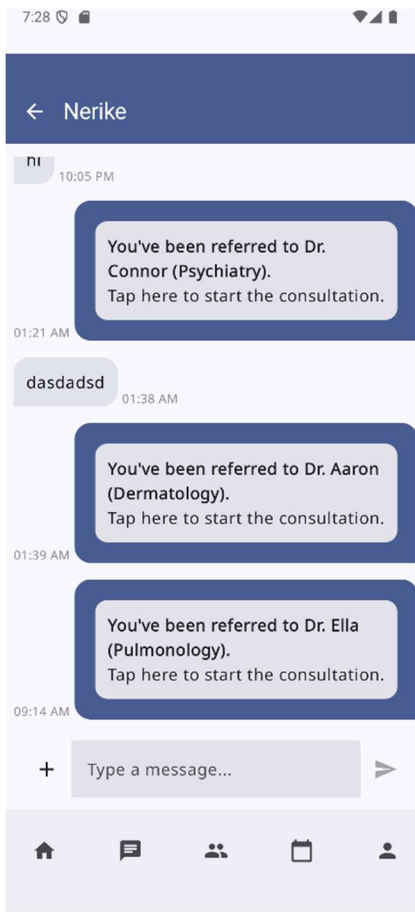 7:28
Nerike
hi
10:05 PM
You've been referred to Dr.
Connor (Psychiatry).
Tap here to start the consultation.
01:21 AM
dasdadsd
01:38 AM
You've been referred to Dr. Aaron
(Dermatology).
Tap here to start the consultation.
01:39 AM
You've been referred to Dr. Ella
(Pulmonology).
Tap here to start the consultation.
09:14 AM
Type a message...